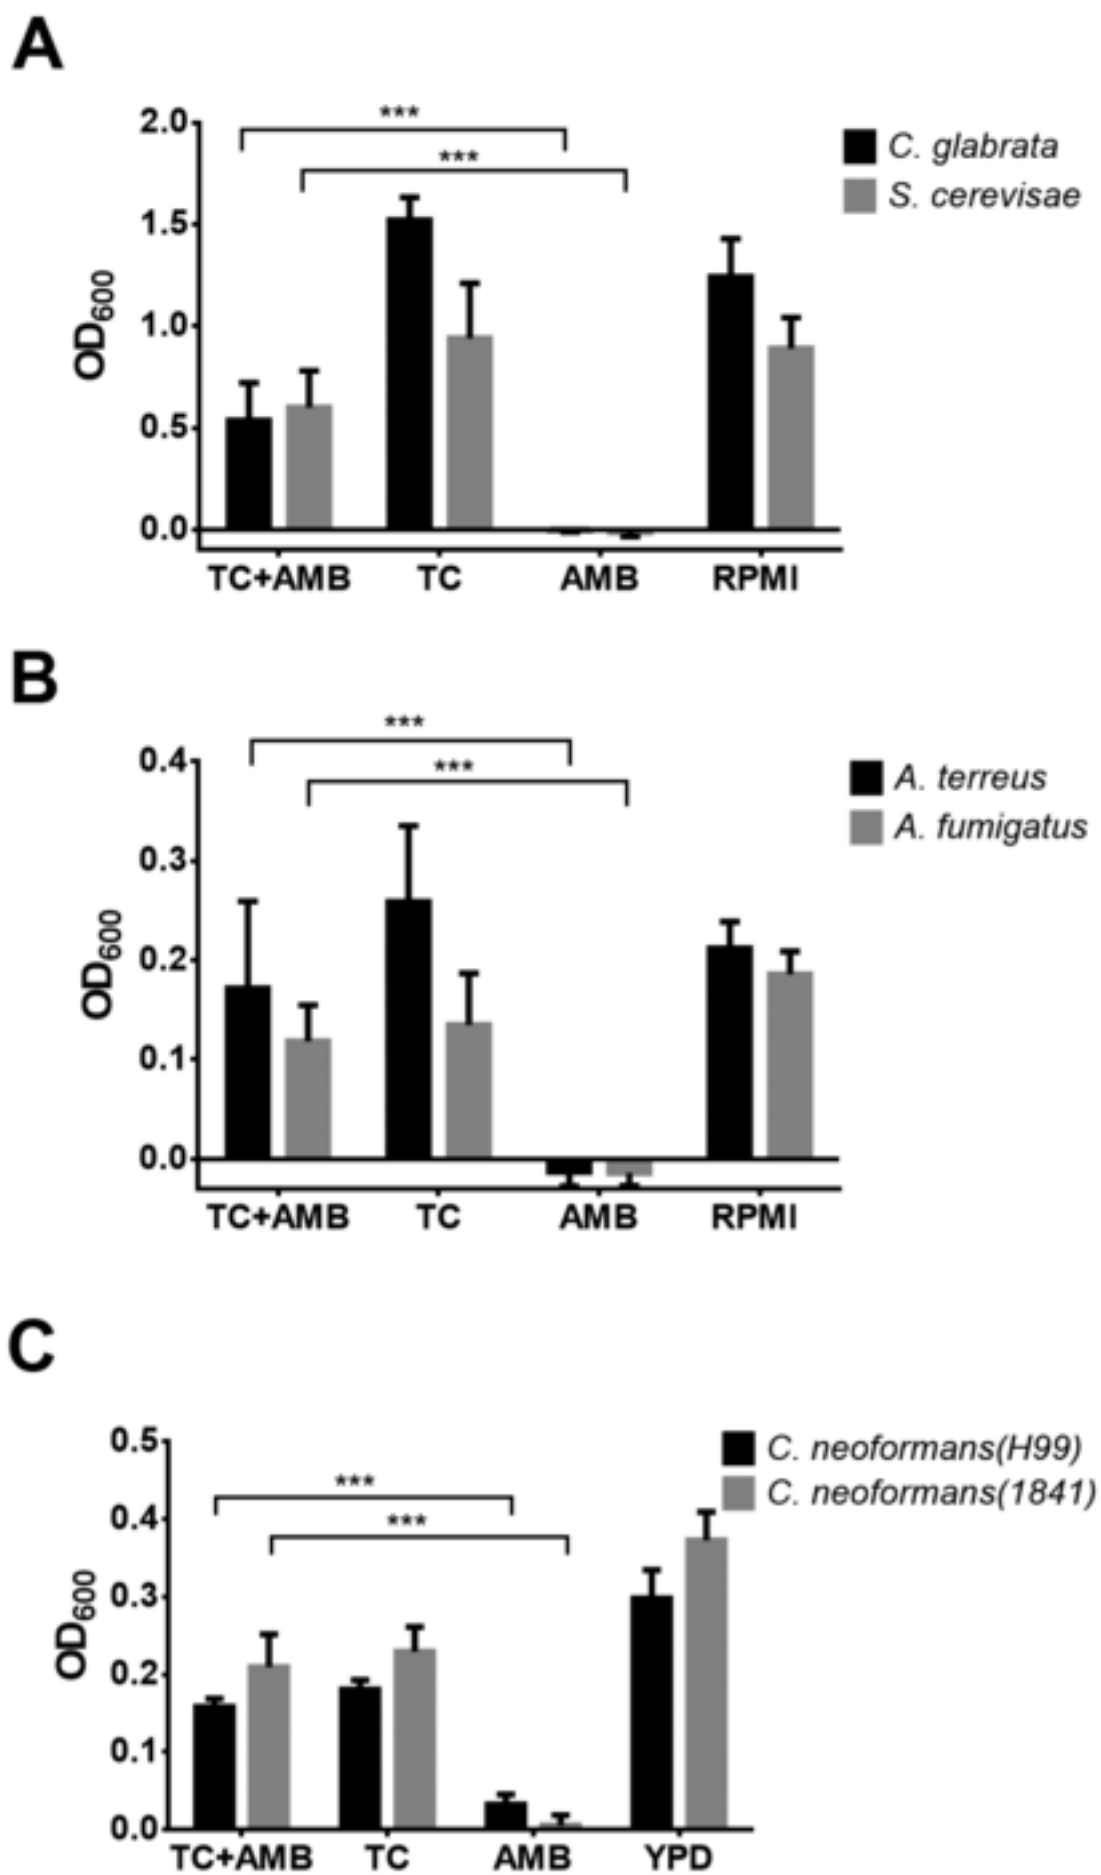 A
***
***
2.0
1.5
1.0
0.5
0.0
OD600
C. glabrata
S. cerevisae
TC+AMB TC AMB RPMI
B
***
***
0.4
0.3
0.2
0.1
0.0
OD600
A. terreus
A. fumigatus
TC+AMB TC AMB RPMI
C
***
***
0.5
0.4
0.3
0.2
0.1
0.0
OD600
C. neoformans(H99)
C. neoformans(1841)
TC+AMB TC AMB YPD